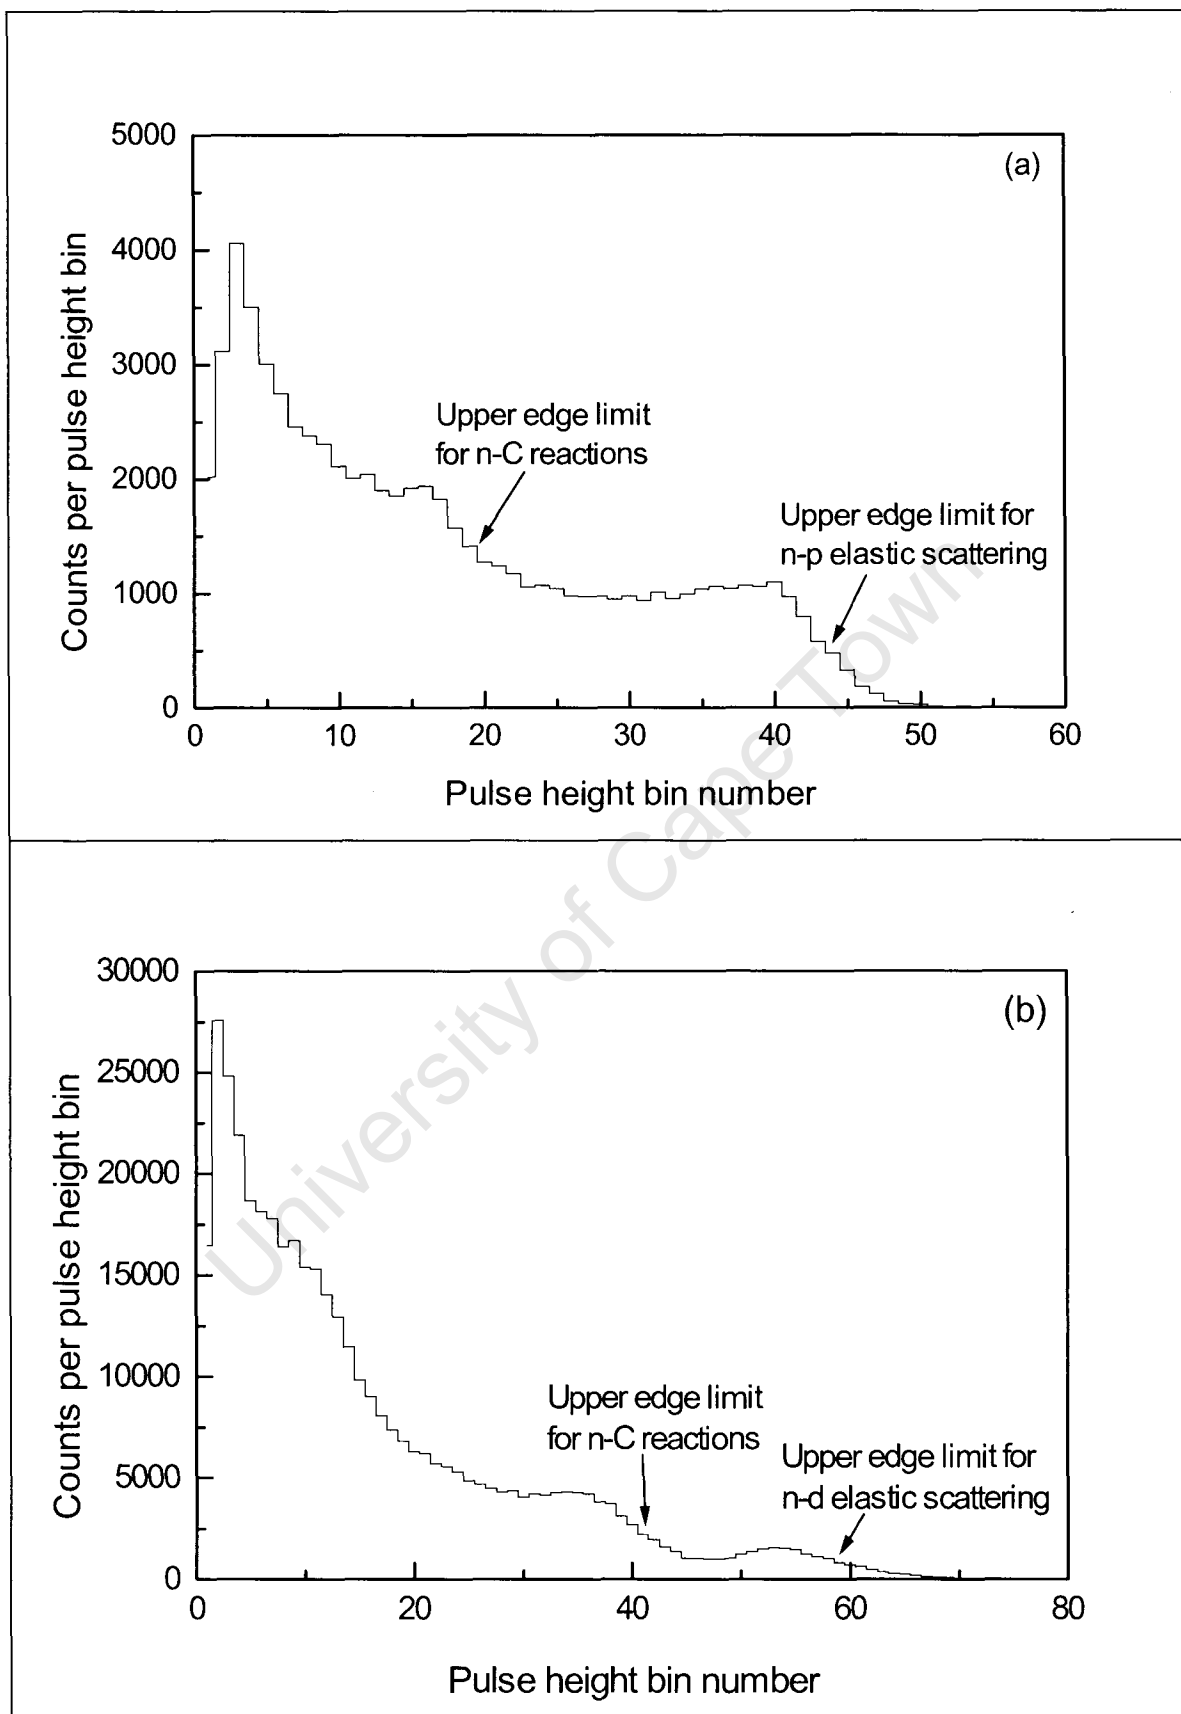 (a)
5000
4000
3000
2000
1000
0
Counts per pulse height bin
Upper edge limit
for n-C reactions
Upper edge limit for
n-p elastic scattering
0 10 20 30 40 50 60
Pulse height bin number
University of Cape Town
(b)
30000
25000
20000
15000
10000
5000
0
Counts per pulse height bin
Upper edge limit
for n-C reactions
Upper edge limit for
n-d elastic scattering
0 20 40 60 80
Pulse height bin number